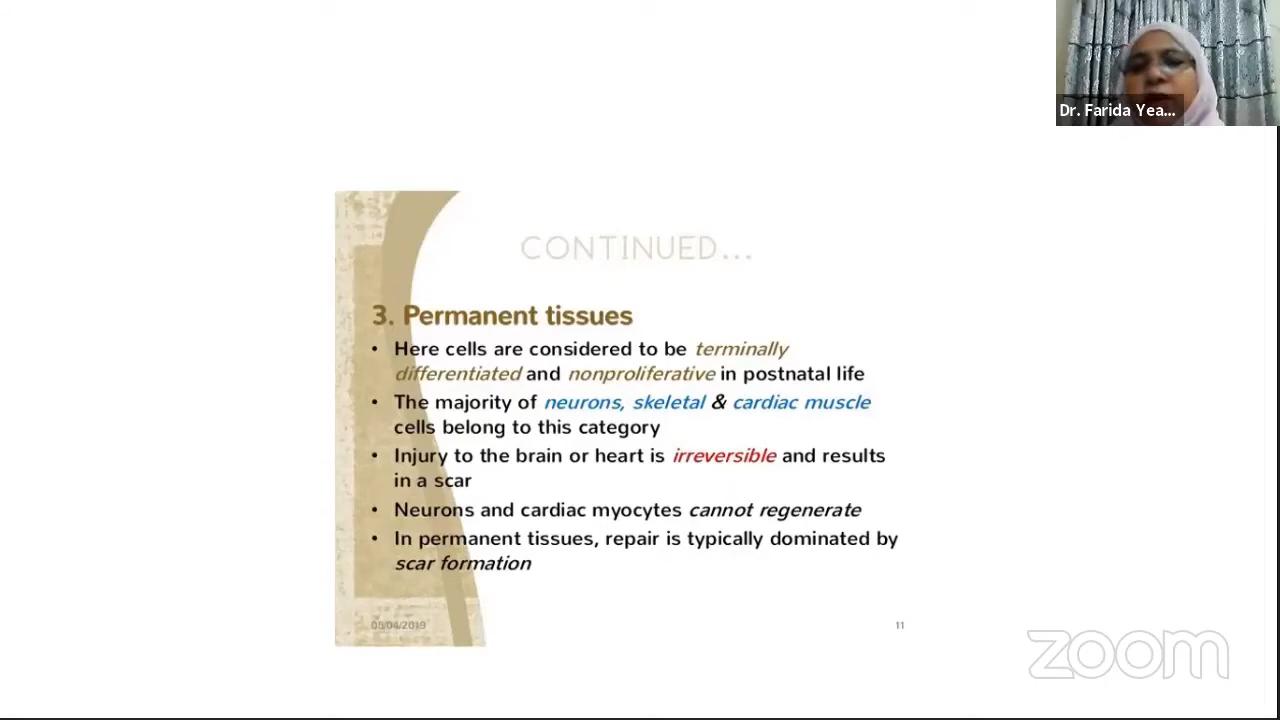 Dr. Farida Yea...
CONTINUED...
3. Permanent tissues
• Here cells are considered to be terminally
differentiated and nonproliferative in postnatal life
• The majority of neurons, skeletal & cardiac muscle
cells belong to this category
• Injury to the brain or heart is irreversible and results
in a scar
• Neurons and cardiac myocytes cannot regenerate
• In permanent tissues, repair is typically dominated by
scar formation
11
zoom